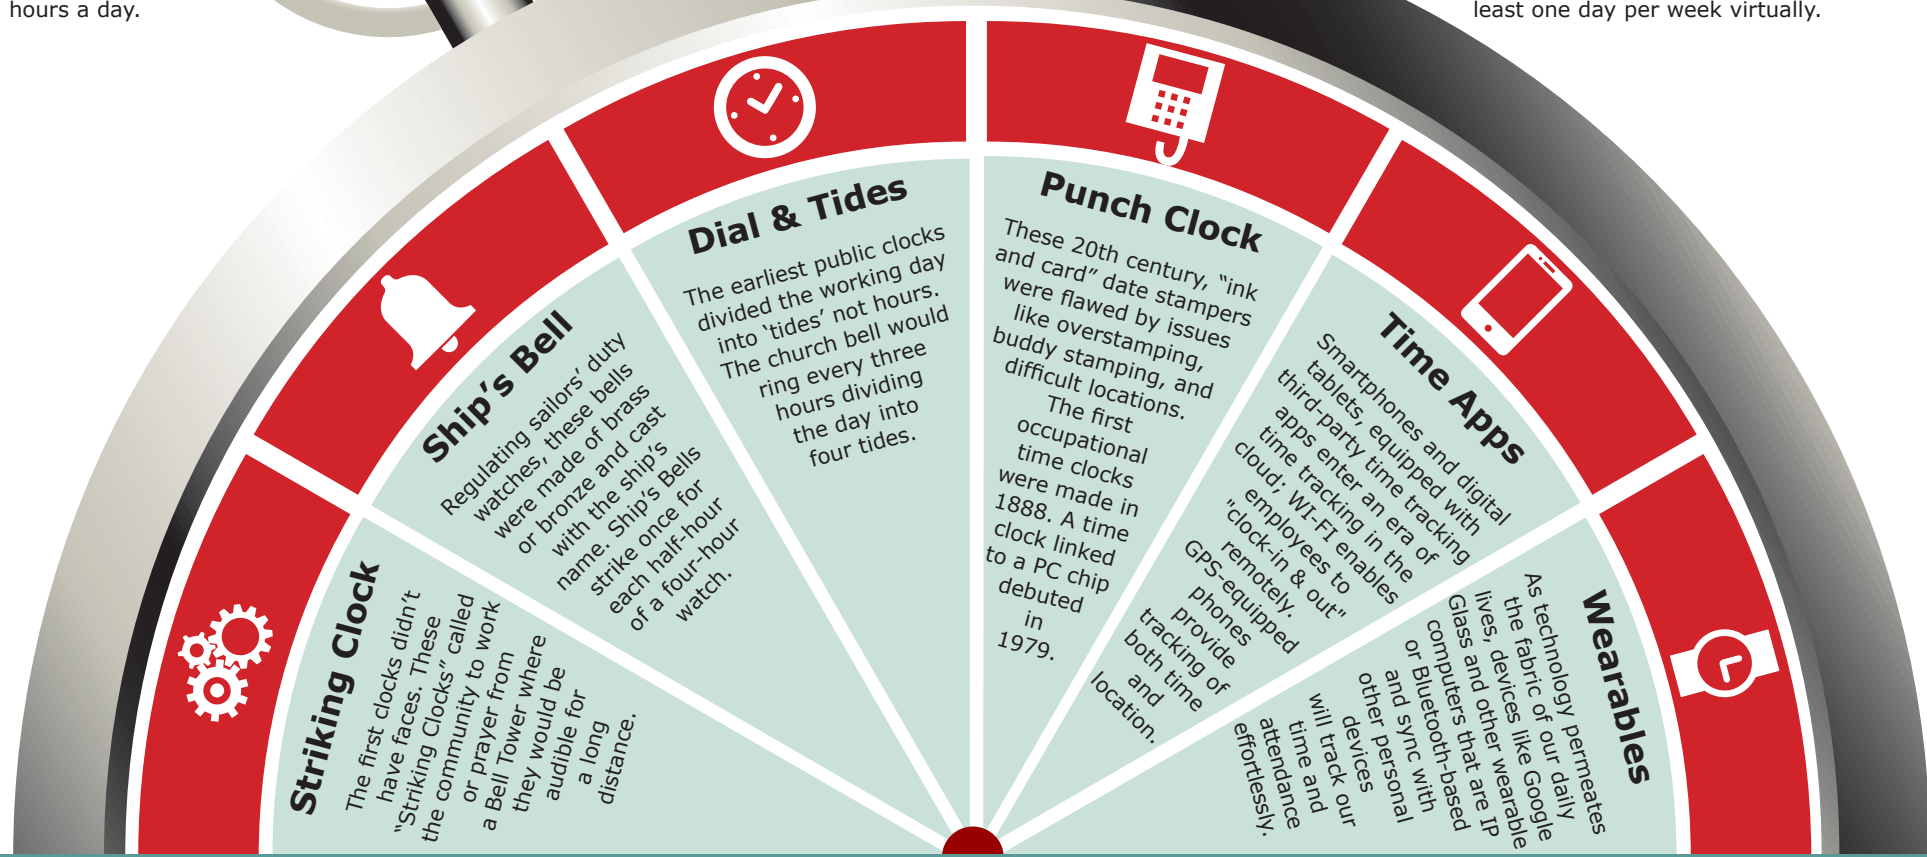 hours a day.
least one day per week virtually.
Striking Clock
The first clocks didn’t
have faces. These
“Striking Clocks” called
the community to work
or prayer from
a Bell Tower where
they would be
audible for
a long
distance.
Ship’s Bell
Regulating sailors’ duty
watches, these bells
were made of brass
or bronze and cast
with the ship’s
name. Ship’s Bells
strike once for
each half-hour
of a four-hour
watch.
Dial & Tides
The earliest public clocks
divided the working day
into ‘tides’ not hours.
The church bell would
ring every three
hours dividing
the day into
four tides.
Punch Clock
These 20th century, “ink
and card” date stampers
were flawed by issues
like overstamping,
buddy stamping, and
difficult locations.
The first
occupational
time clocks
were made in
1888. A time
clock linked
to a PC chip
debuted
in
1979.
Time Apps
Smartphones and digital
tablets, equipped with
third-party time tracking
apps enter an era of
time tracking in the
cloud; WI-FI enables
employees to
"clock-in & out"
remotely.
GPS-equipped
phones
provide
tracking of
both time
and
location.
Wearables
As technology permeates
the fabric of our daily
lives, devices like Google
Glass and other wearable
computers that are IP
or Bluetooth-based
and sync with
other personal
devices
will track our
time and
attendance
effortlessly.